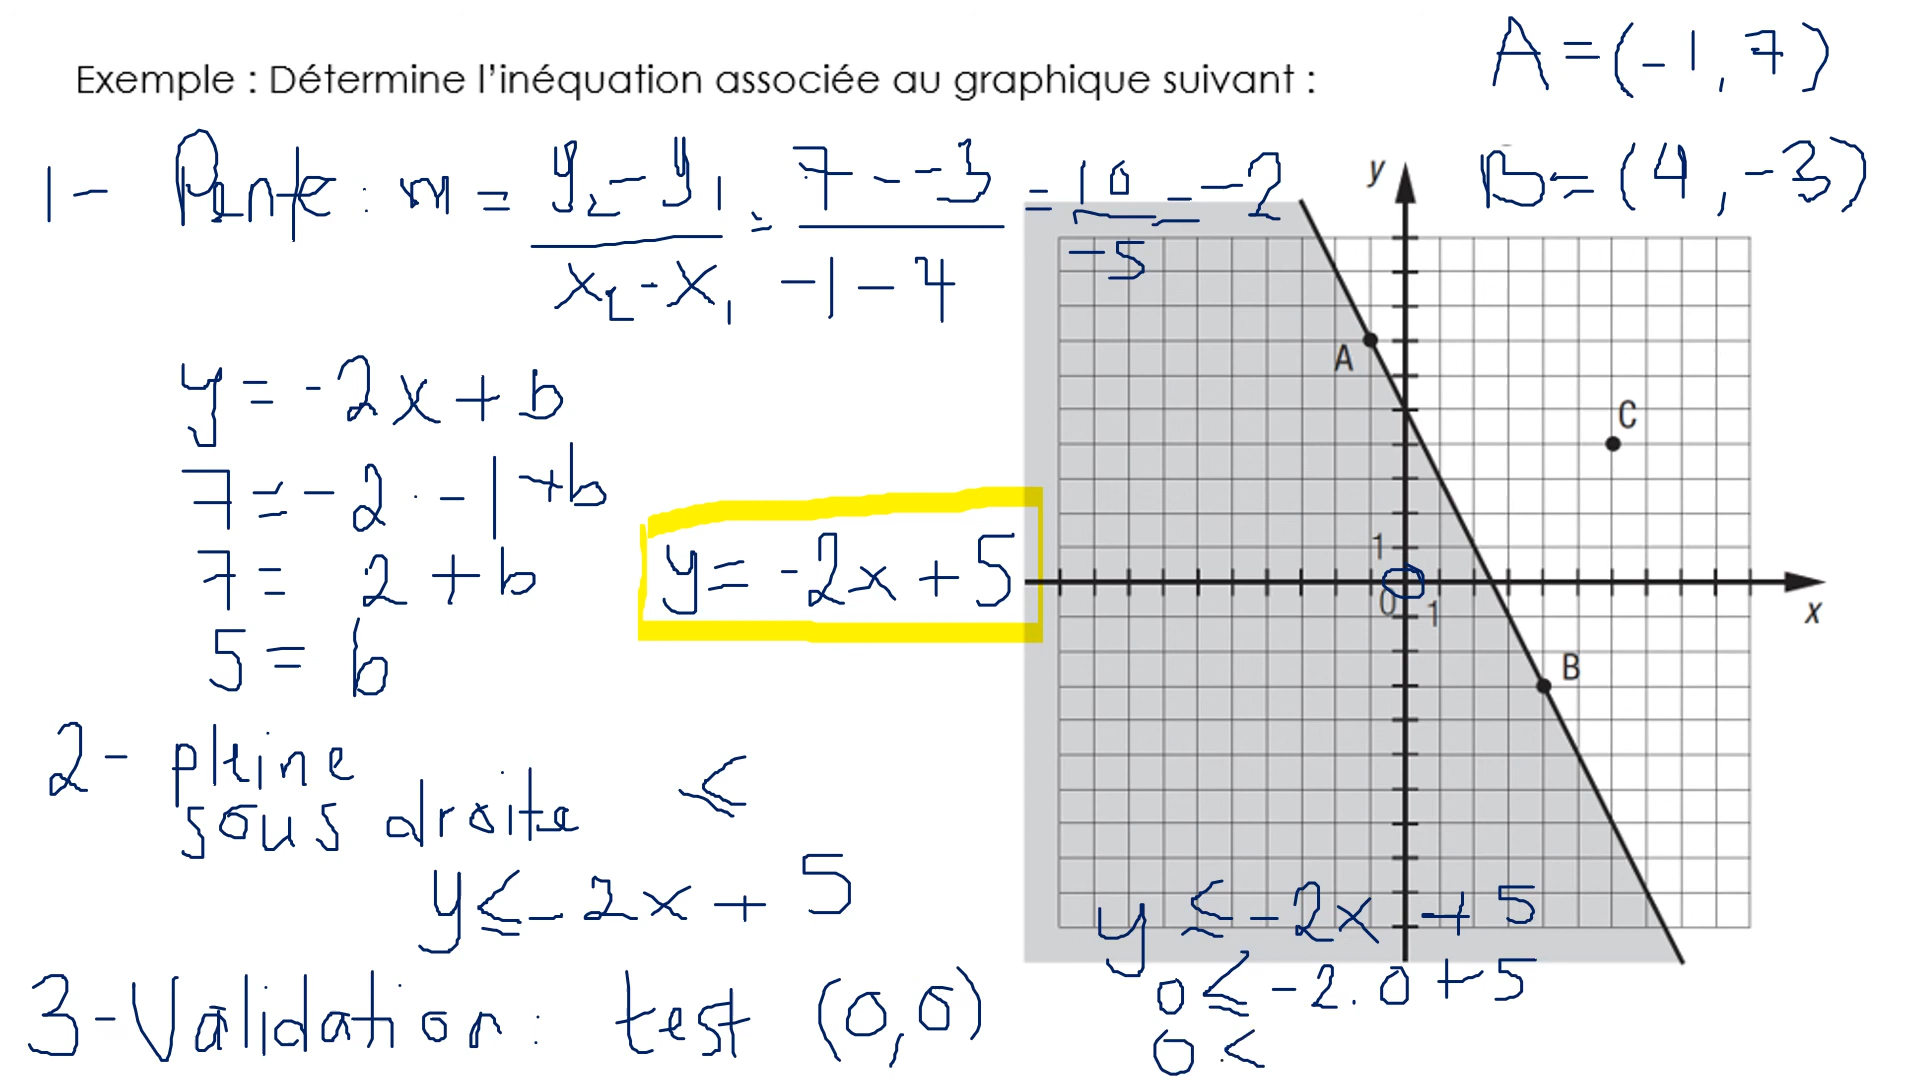 Exemple : Détermine l'inéquation associée au graphique suivant :
A = (-1, 7)
B = (4, -3)
1- Pente : m = y₂ - y₁ / x₂ - x₁ = 7 - -3 / -1 - 4 = 10 / -5 = -2
y = -2x + b
7 = -2 · -1 + b
7 = 2 + b
5 = b
y = -2x + 5
2- pleine
sous droite ≤
y ≤ -2x + 5
3- Validation : test (0,0)
y
A
C
1
0
1
x
B
y ≤ -2x + 5
0 ≤ -2·0 + 5
0 <